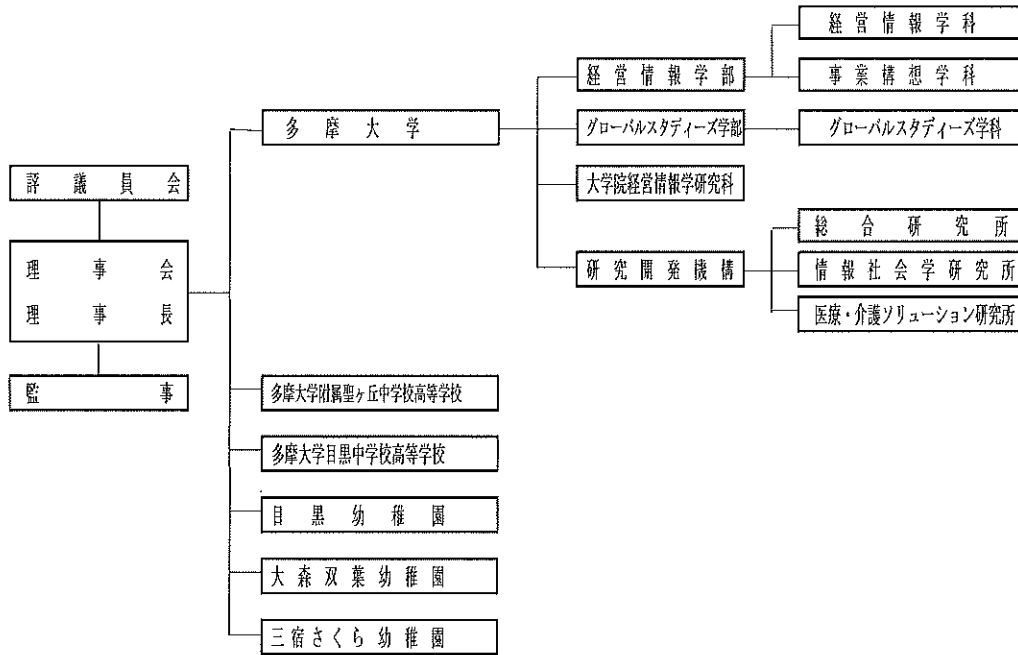 評議員会
理事会
理事長
監事
多摩大学
経営情報学部
経営情報学科
事業構想学科
グローバルスタディーズ学部
グローバルスタディーズ学科
大学院経営情報学研究科
研究開発機構
総合研究所
情報社会学研究所
医療・介護ソリューション研究所
多摩大学附属聖ヶ丘中学校高等学校
多摩大学目黒中学校高等学校
目黒幼稚園
大森双葉幼稚園
三宿さくら幼稚園